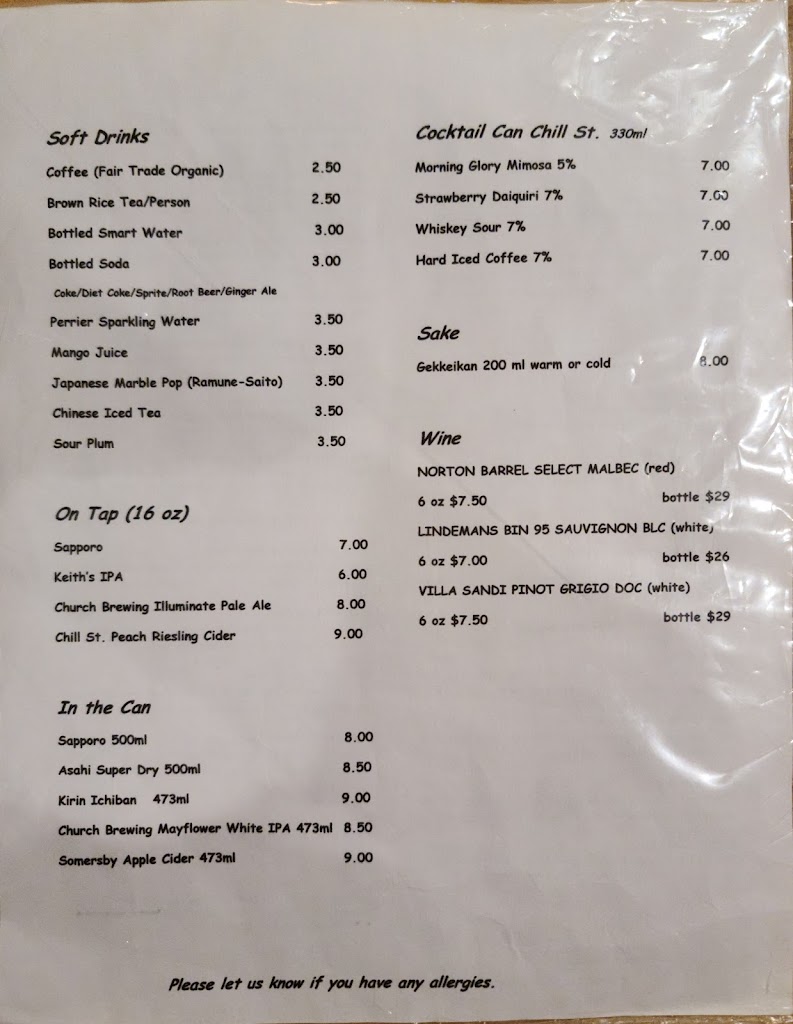 Soft Drinks
Coffee (Fair Trade Organic) 2.50
Brown Rice Tea/Person 2.50
Bottled Smart Water 3.00
Bottled Soda 3.00
Coke/Diet Coke/Sprite/Root Beer/Ginger Ale
Perrier Sparkling Water 3.50
Mango Juice 3.50
Japanese Marble Pop (Ramune-Saito) 3.50
Chinese Iced Tea 3.50
Sour Plum 3.50
On Tap (16 oz)
Sapporo 7.00
Keith's IPA 6.00
Church Brewing Illuminate Pale Ale 8.00
Chill St. Peach Riesling Cider 9.00
In the Can
Sapporo 500ml 8.00
Asahi Super Dry 500ml 8.50
Kirin Ichiban 473ml 9.00
Church Brewing Mayflower White IPA 473ml 8.50
Somersby Apple Cider 473ml 9.00
Cocktail Can Chill St. 330ml
Morning Glory Mimosa 5% 7.00
Strawberry Daiquiri 7% 7.00
Whiskey Sour 7% 7.00
Hard Iced Coffee 7% 7.00
Sake
Gekkeikan 200 ml warm or cold 8.00
Wine
NORTON BARREL SELECT MALBEC (red)
6 oz $7.50 bottle $29
LINDEMANS BIN 95 SAUVIGNON BLC (white)
6 oz $7.00 bottle $26
VILLA SANDI PINOT GRIGIO DOC (white)
6 oz $7.50 bottle $29
Please let us know if you have any allergies.